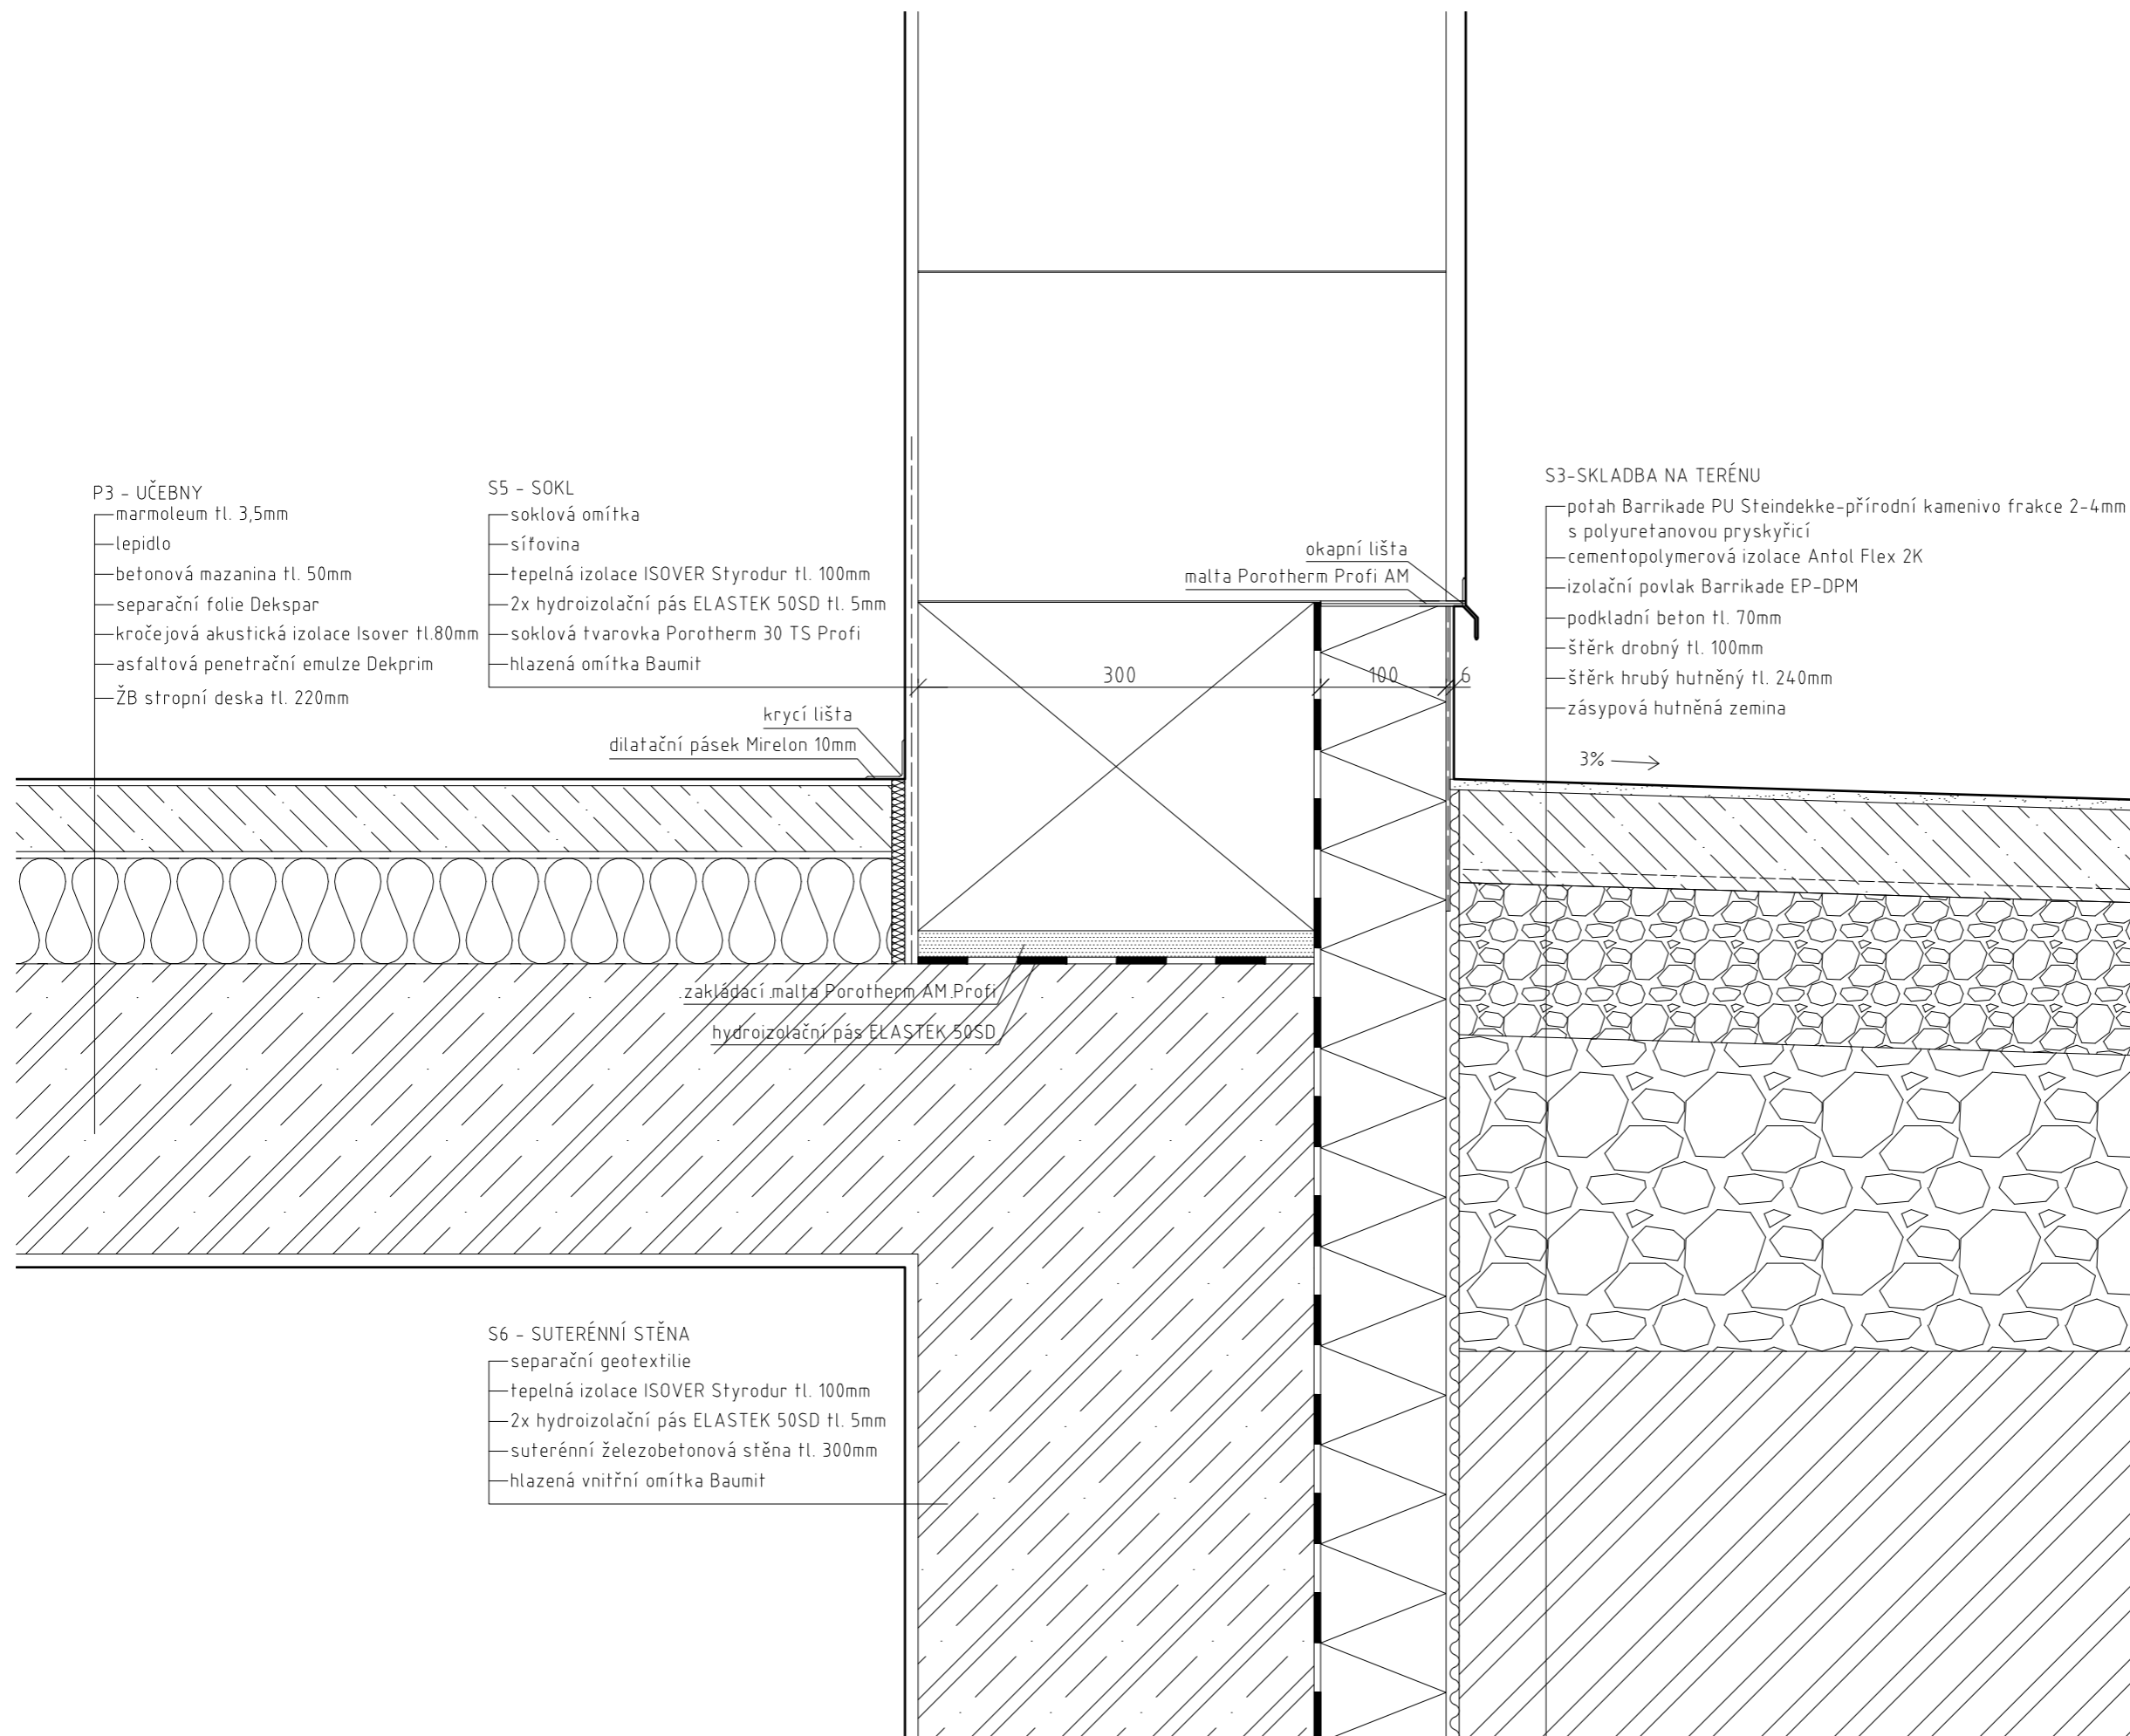 P3 - UČEBNY
marmoleum tl. 3,5mm
lepidlo
betonová mazanina tl. 50mm
separační folie Dekspar
kročejová akustická izolace Isover tl.80mm
asfaltová penetrační emulze Dekprim
ŽB stropní deska tl. 220mm
S5 - SOKL
soklová omítka
síťovina
tepelná izolace ISOVER Styrodur tl. 100mm
2x hydroizolační pás ELASTEK 50SD tl. 5mm
soklová tvarovka Porotherm 30 TS Profi
hlazená omítka Baumit
krycí lišta
dilatační pásek Mirelon 10mm
okapní lišta
malta Porotherm Profi AM
300
100
6
S3-SKLADBA NA TERÉNU
potah Barrikade PU Steindekke-přírodní kamenivo frakce 2-4mm
s polyuretanovou pryskyřicí
cementopolymerová izolace Antol Flex 2K
izolační povlak Barrikade EP-DPM
podkladní beton tl. 70mm
štěrk drobný tl. 100mm
štěrk hrubý hutněný tl. 240mm
zásypová hutněná zemina
3%
zakládací malta Porotherm AM Profi
hydroizolační pás ELASTEK 50SD
S6 - SUTERÉNNÍ STĚNA
separační geotextilie
tepelná izolace ISOVER Styrodur tl. 100mm
2x hydroizolační pás ELASTEK 50SD tl. 5mm
suterénní železobetonová stěna tl. 300mm
hlazená vnitřní omítka Baumit